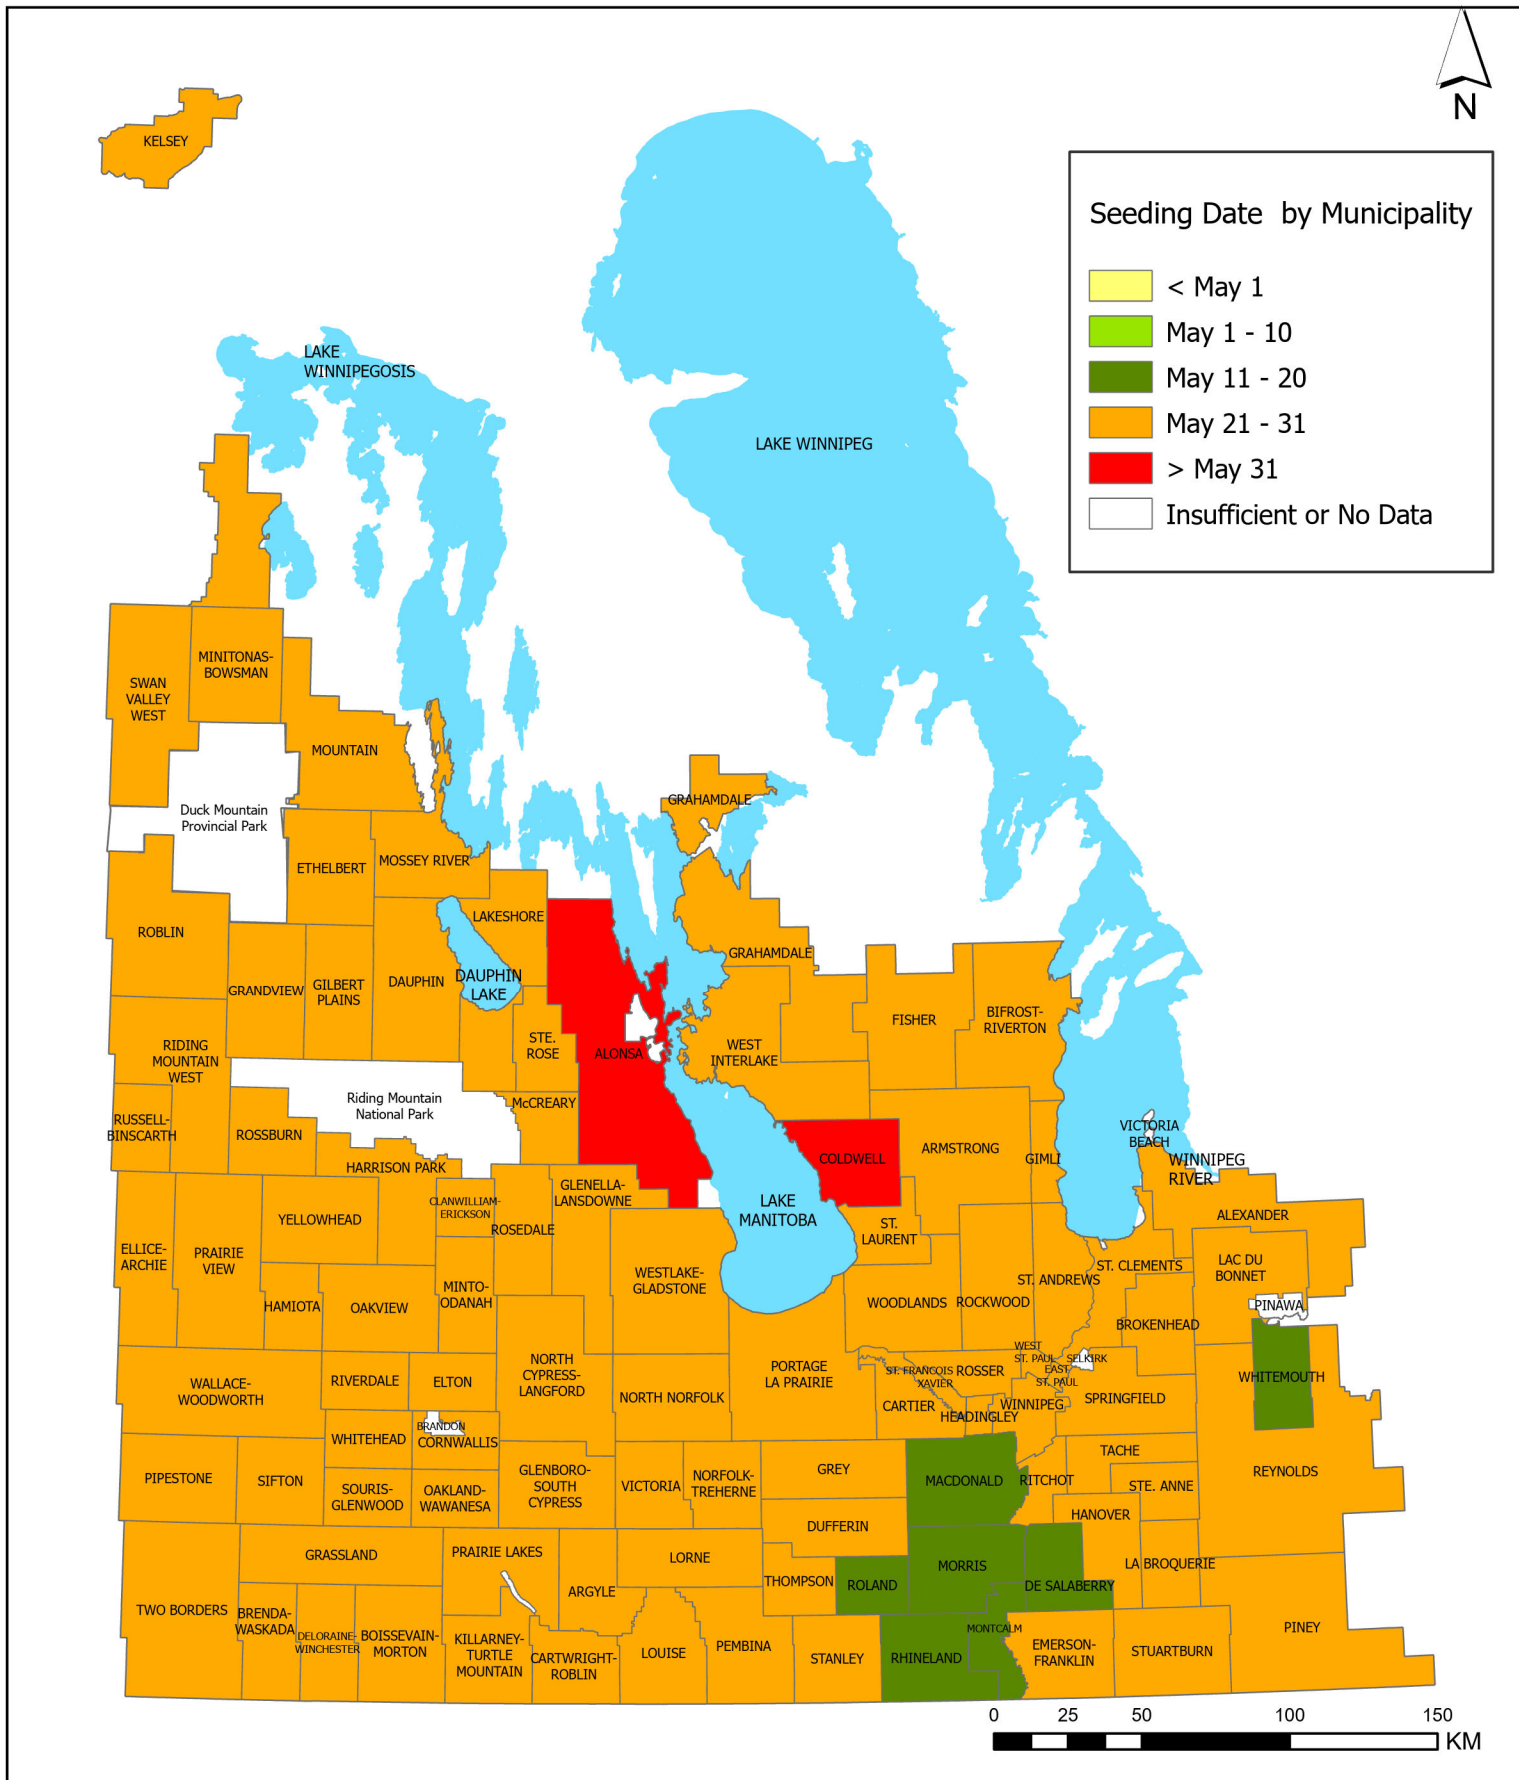 N
KELSEY
Seeding Date by Municipality
< May 1
May 1 - 10
May 11 - 20
May 21 - 31
> May 31
Insufficient or No Data
LAKE
WINNIPEGOSIS
LAKE WINNIPEG
MINITONAS-
BOWSMAN
SWAN
VALLEY
WEST
MOUNTAIN
Duck Mountain
Provincial Park
GRAHAMDALE
ETHELBERT
MOSSEY RIVER
ROBLIN
LAKESHORE
GRAHAMDALE
GRANDVIEW
GILBERT
PLAINS
DAUPHIN
DAUPHIN
LAKE
FISHER
BIFROST-
RIVERTON
RIDING
MOUNTAIN
WEST
STE.
ROSE
ALONSA
WEST
INTERLAKE
Riding Mountain
National Park
McCREARY
RUSSELL-
BINSCARTH
ROSSBURN
HARRISON PARK
COLDWELL
ARMSTRONG
GIMLI
VICTORIA
BEACH
WINNIPEG
RIVER
CLANWILLIAM-
ERICKSON
GLENELLA-
LANSDOWNE
LAKE
MANITOBA
YELLOWHEAD
ROSEDALE
ST.
LAURENT
ALEXANDER
ELLICE-
ARCHIE
PRAIRIE
VIEW
HAMIOTA
OAKVIEW
MINTO-
ODANAH
WESTLAKE-
GLADSTONE
WOODLANDS
ROCKWOOD
ST. ANDREWS
ST. CLEMENTS
LAC DU
BONNET
PINAWA
BROKENHEAD
WALLACE-
WOODWORTH
RIVERDALE
ELTON
NORTH
CYPRESS-
LANGFORD
NORTH NORFOLK
PORTAGE
LA PRAIRIE
ST. FRANCOIS
XAVIER
ROSSER
WEST
ST. PAUL
SELKIRK
EAST
ST. PAUL
WHITEMOUTH
CARTIER
HEADINGLEY
WINNIPEG
SPRINGFIELD
WHITEHEAD
BRANDON
CORNWALLIS
PIPESTONE
SIFTON
SOURIS-
GLENWOOD
OAKLAND-
WAWANESA
GLENBORO-
SOUTH
CYPRESS
VICTORIA
NORFOLK-
TREHERNE
GREY
MACDONALD
RITCHOT
TACHE
STE. ANNE
REYNOLDS
DUFFERIN
HANOVER
GRASSLAND
PRAIRIE LAKES
LORNE
ARGYLE
THOMPSON
ROLAND
MORRIS
DE SALABERRY
LA BROQUERIE
TWO BORDERS
BRENDA-
WASKADA
DELORAINE-
WINCHESTER
BOISSEVAIN-
MORTON
KILLARNEY-
TURTLE
MOUNTAIN
CARTWRIGHT-
ROBLIN
LOUISE
PEMBINA
STANLEY
RHINELAND
MONTCALM
EMERSON-
FRANKLIN
STUARTBURN
PINEY
0 25 50 100 150
KM